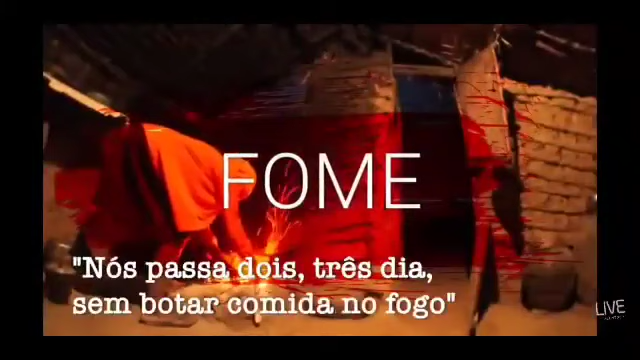 FOME
"Nós passa dois, três dia,
sem botar comida no fogo"
LIVE